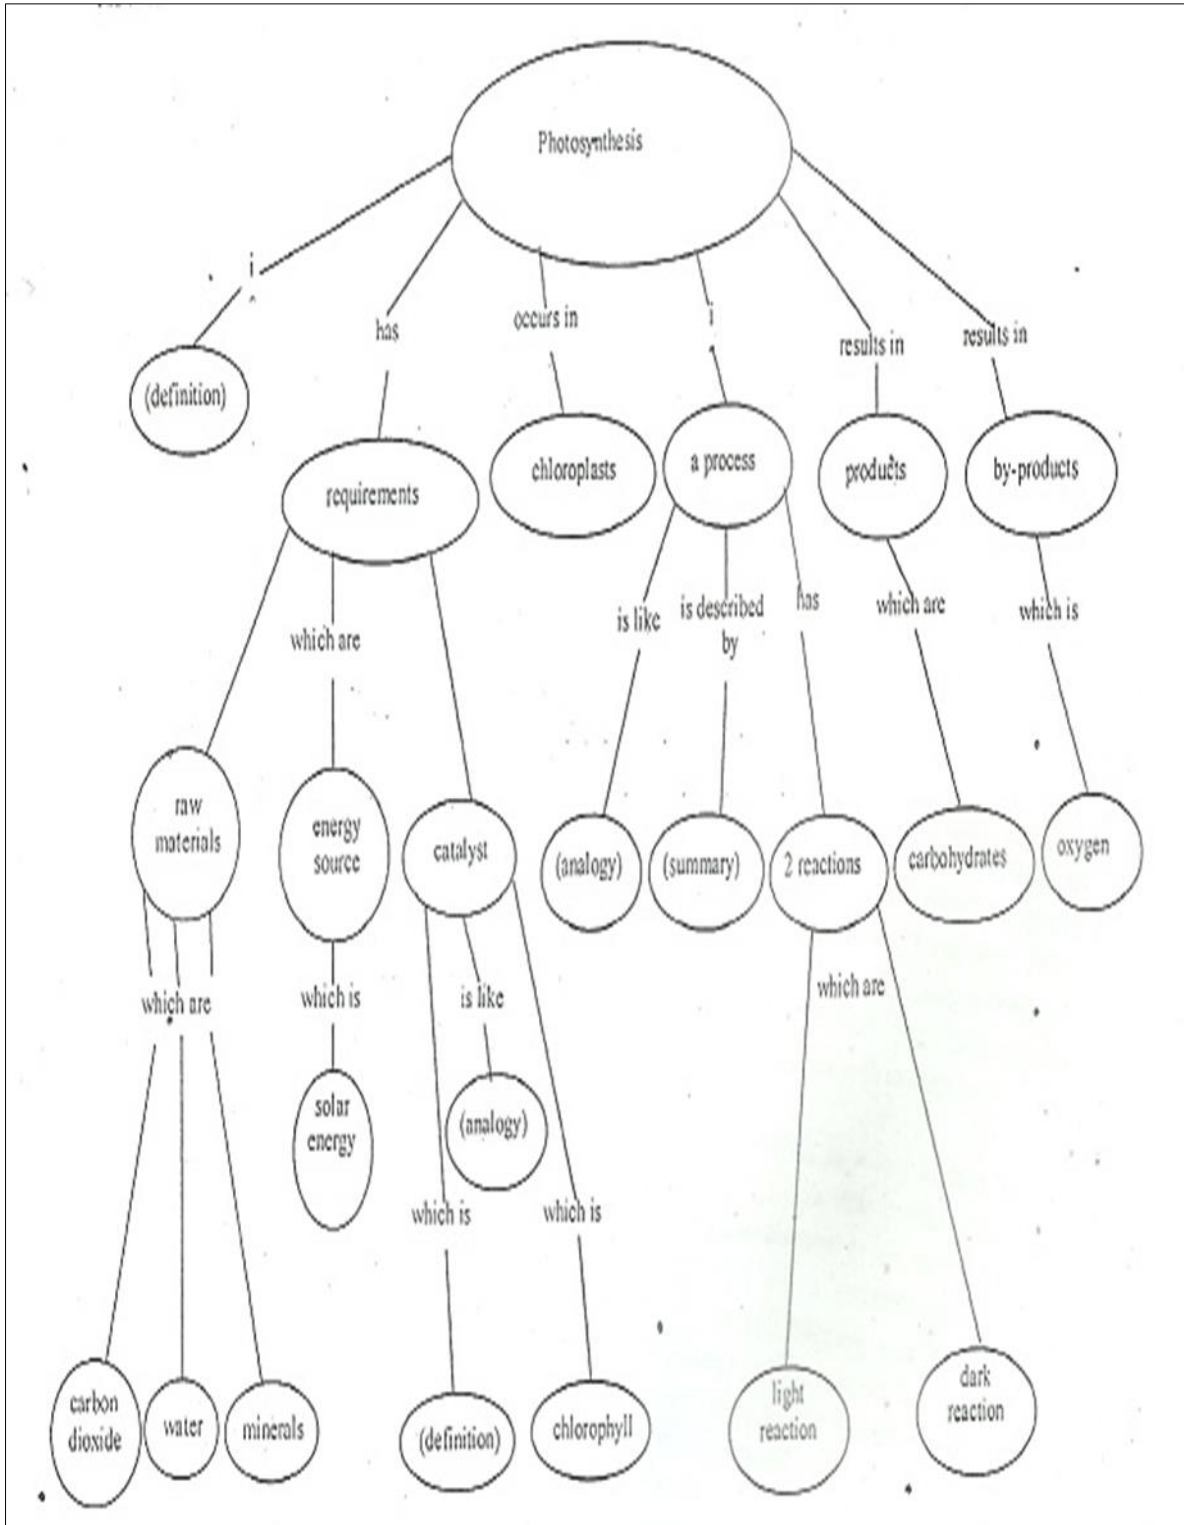 Photosynthesis
i
has
occurs in
i
results in
results in
(definition)
requirements
chloroplasts
a process
products
by-products
which are
is like
is described
by
has
which are
which is
raw
materials
energy
source
catalyst
(analogy)
(summary)
2 reactions
carbohydrates
oxygen
which are
which is
is like
which are
solar
energy
(analogy)
which is
which is
carbon
dioxide
water
minerals
(definition)
chlorophyll
light
reaction
dark
reaction